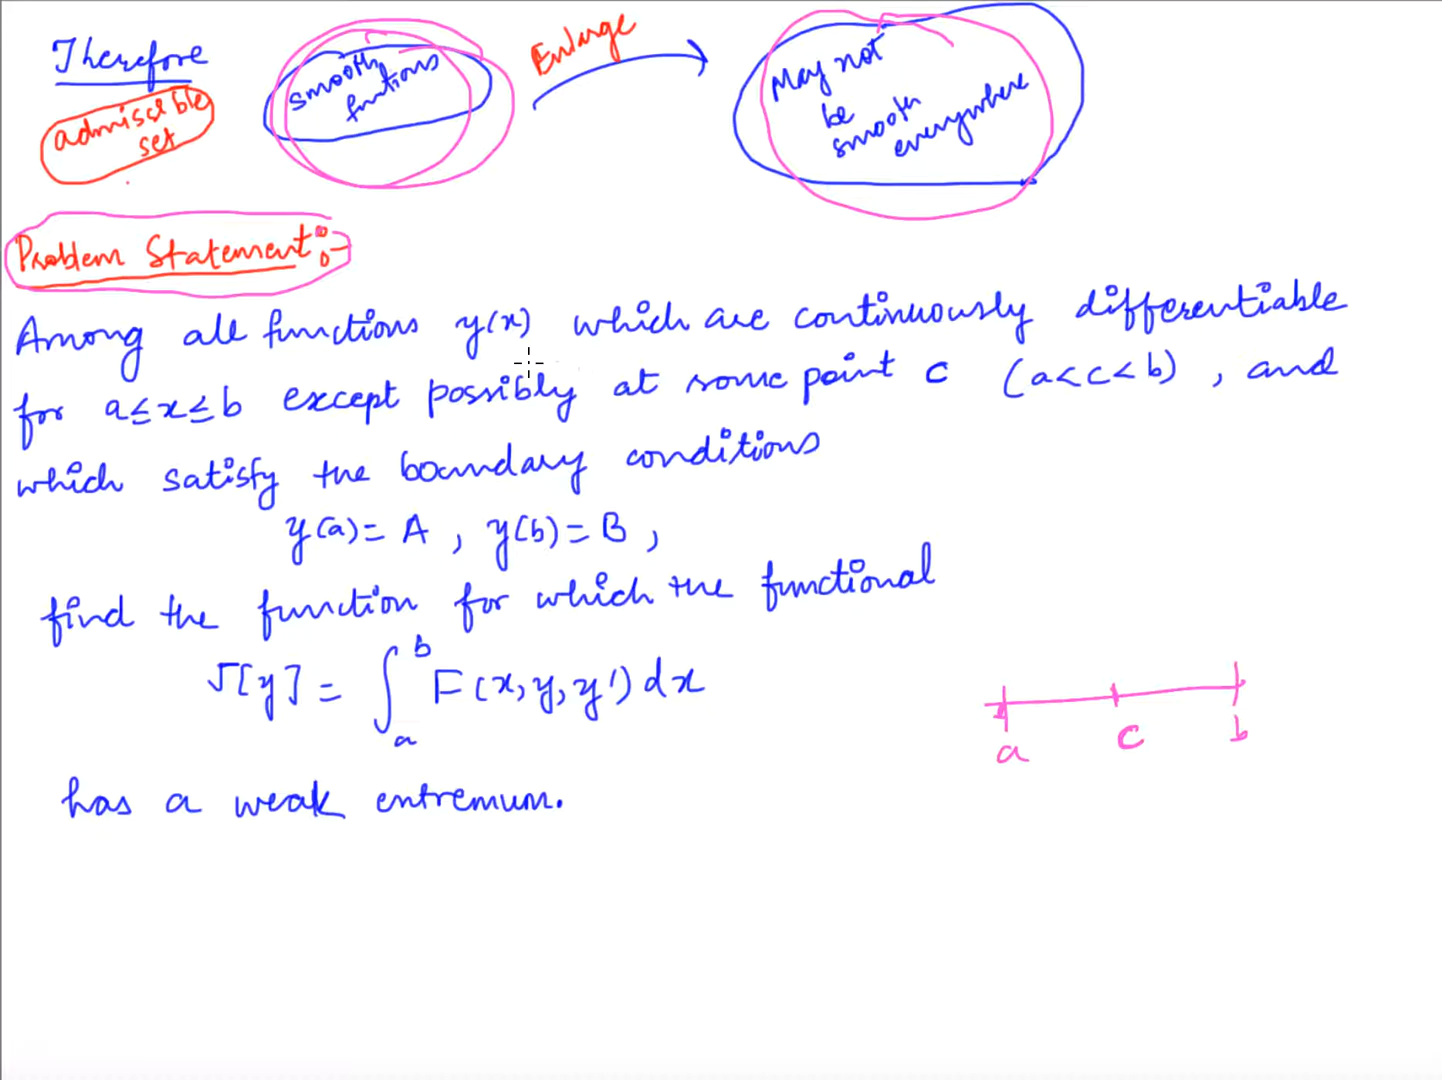 Therefore
admissible set
smooth functions
Enlarge
May not be smooth everywhere
Problem Statement:-
Among all functions y(x) which are continuously differentiable
for a≤x≤b except possibly at some point c (a<c<b), and
which satisfy the boundary conditions
y(a)= A , y(b)= B ,
find the function for which the functional
J[y] = ∫_a^b F(x, y, y') dx
a c b
has a weak extremum.